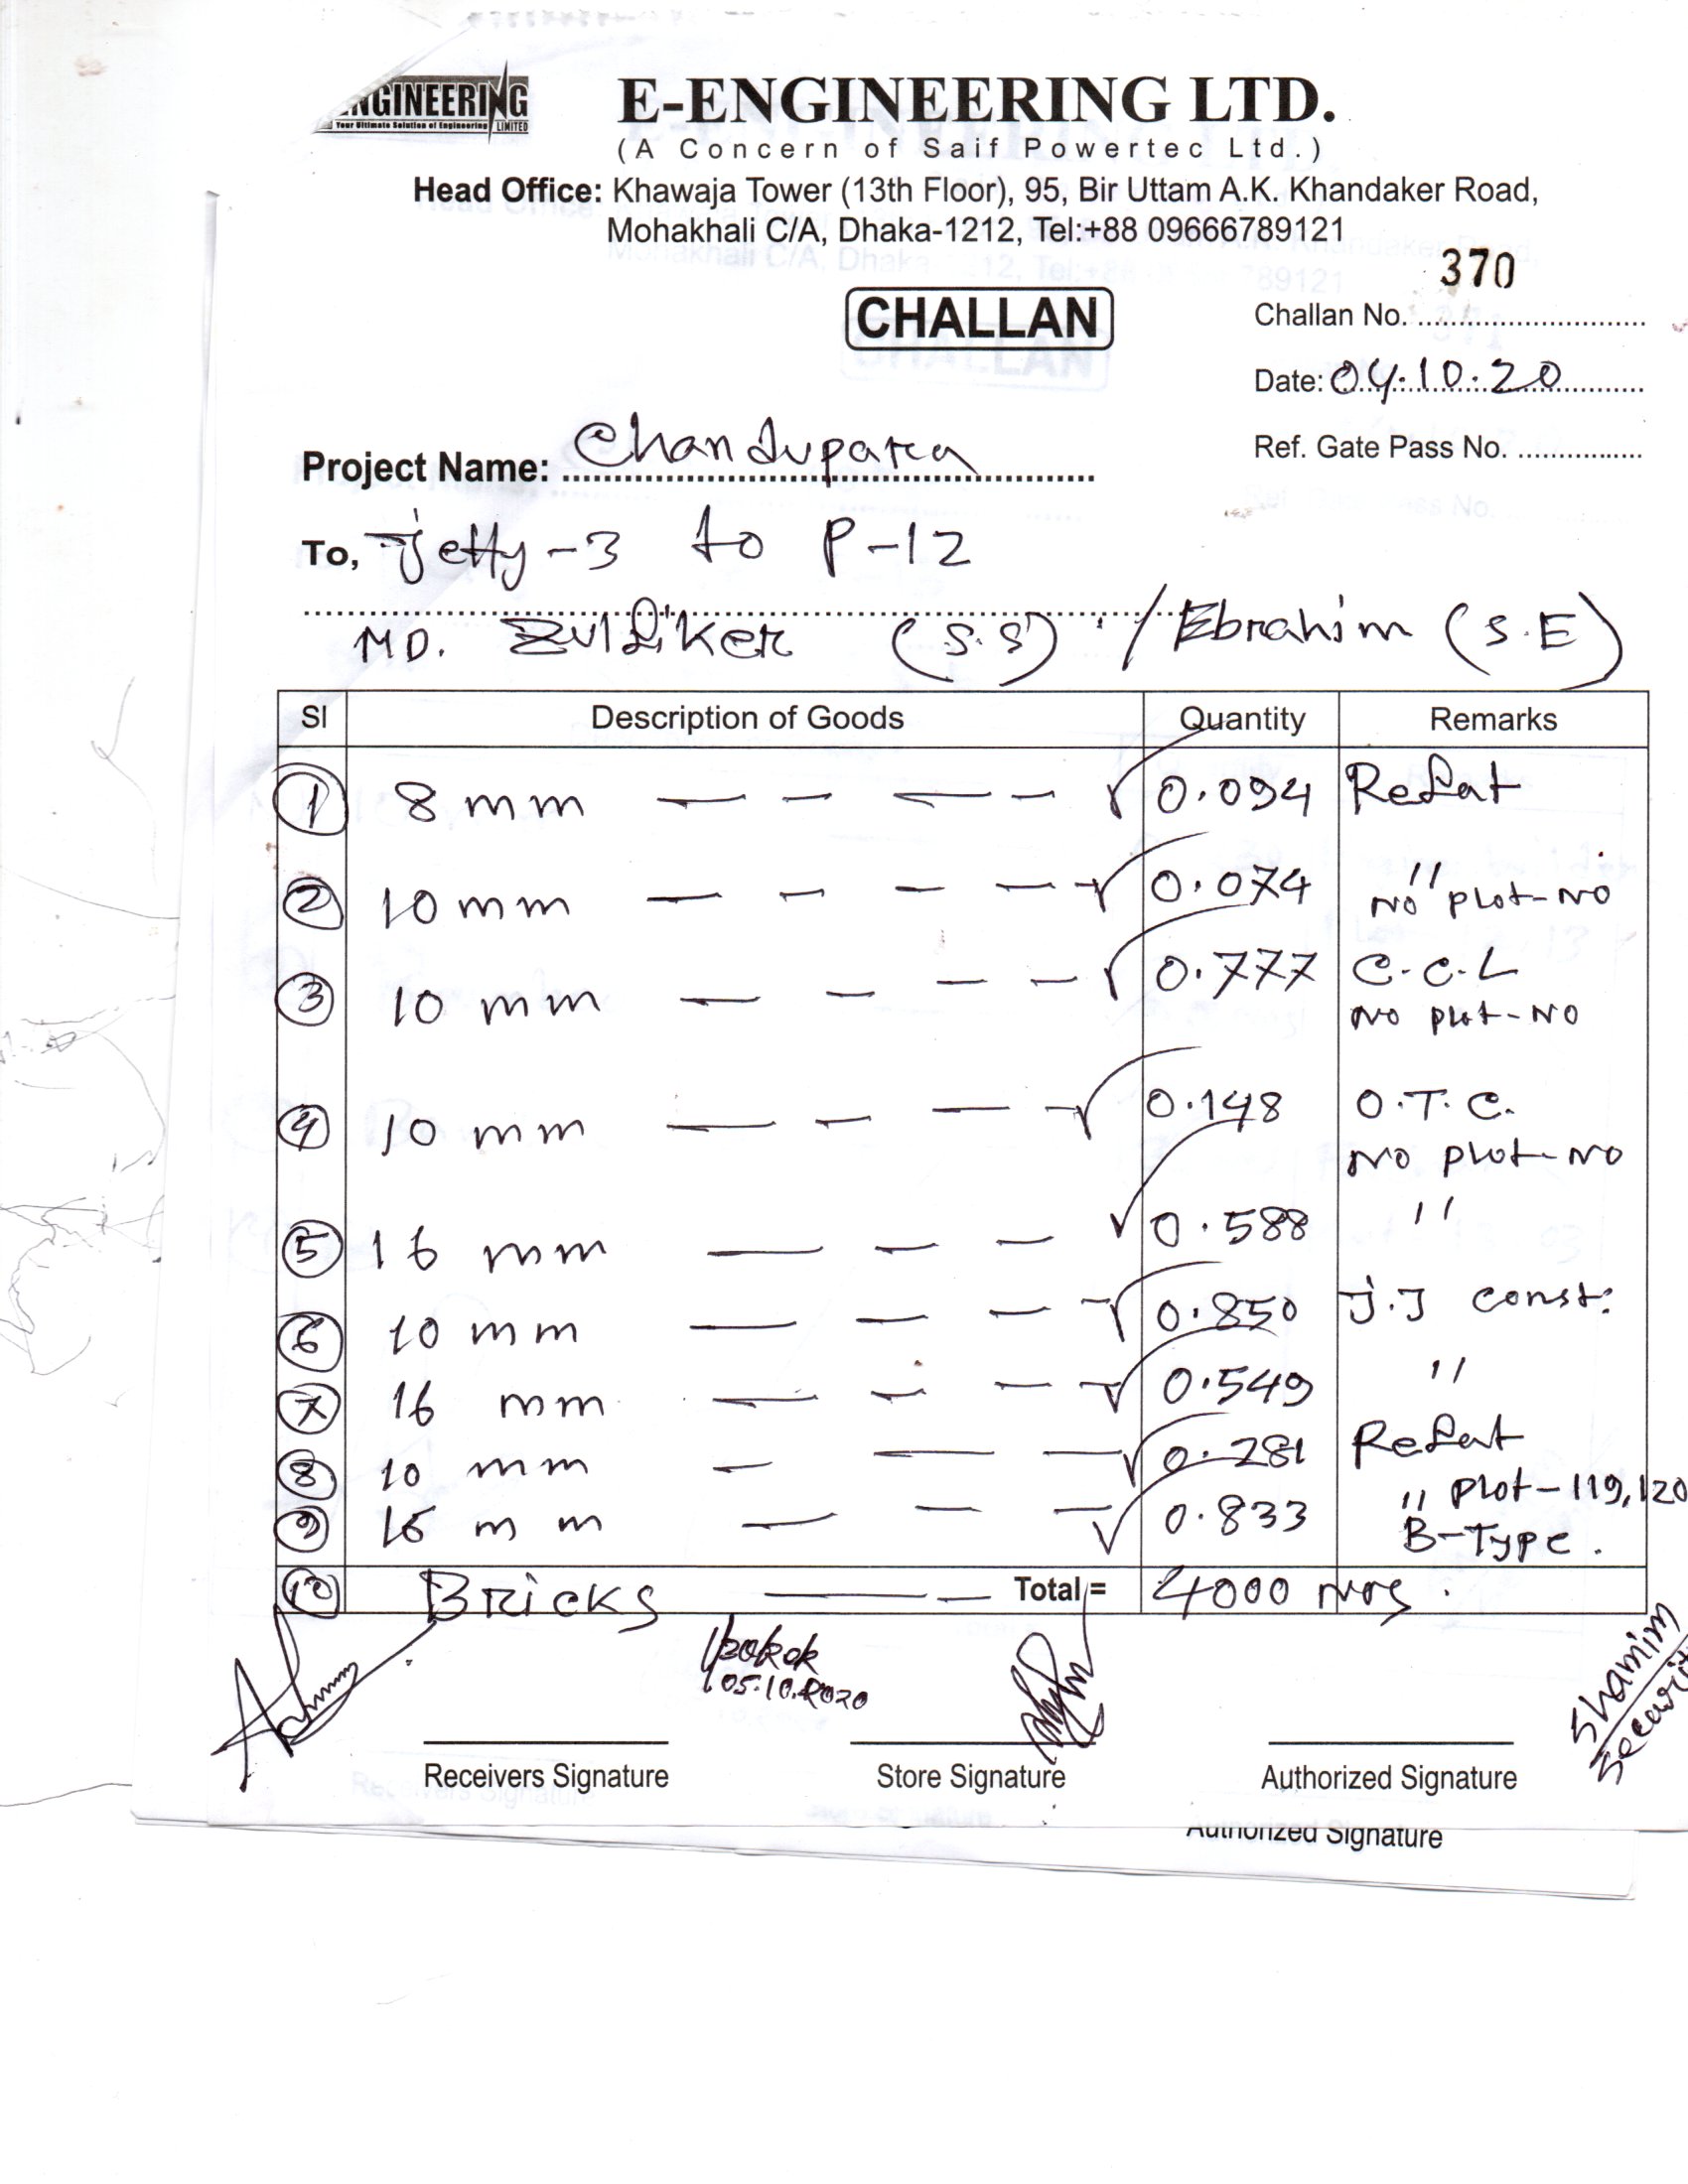 ENGINEERING
Your Ultimate Solution of Engineering LIMITED
E-ENGINEERING LTD.
(A Concern of Saif Powertec Ltd.)
Head Office: Khawaja Tower (13th Floor), 95, Bir Uttam A.K. Khandaker Road,
Mohakhali C/A, Dhaka-1212, Tel:+88 09666789121
370
CHALLAN
Challan No.
Date: 04.10.20
Ref. Gate Pass No.
Project Name: Chandupara
To, Jetty-3 to P-12
MD. Zulfiker (S.S) / Ebrahim (S.E)
Sl Description of Goods Quantity Remarks
1 8 mm — — — — 0.094 Refat
2 10 mm — — — — 0.074 "
No plot-No
3 10 mm — — — — 0.777 C.C.L
No plot-NO
4 10 mm — — — — 0.148 O.T.C.
No plot-NO
5 16 mm — — — 0.588 "
6 10 mm — — — — 0.850 J.J const:
7 16 mm — — — — 0.549 "
8 10 mm — — — 0.281 Refat
9 16 mm — — — 0.833 " Plot-119,120
B-Type.
10 Bricks — — Total = 4000 nos.
05.10.2020
Shamim
Receivers Signature Store Signature Authorized Signature
Authorized Signature